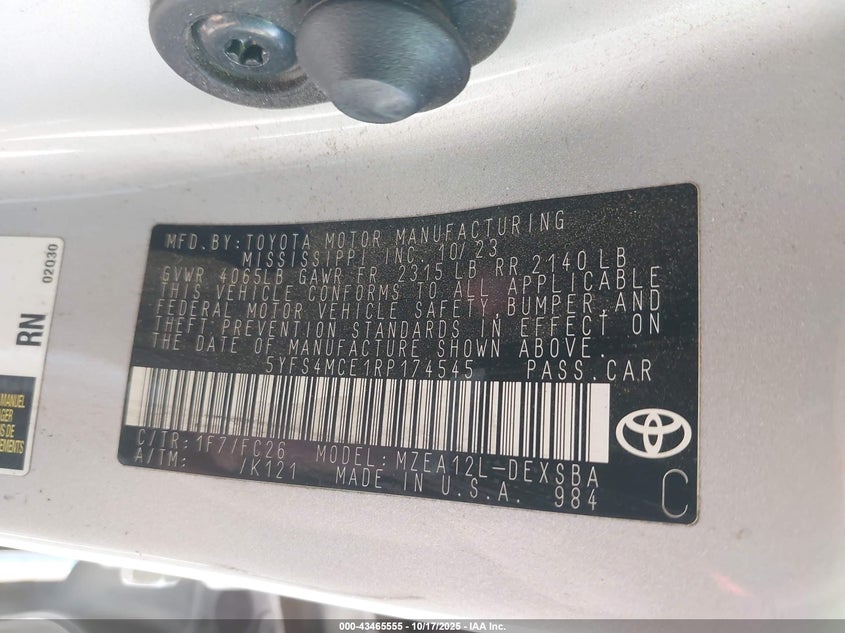 MFD.BY:TOYOTA MOTOR MANUFACTURING
MISSISSIPPI INC. 10/23
GVWR 4065LB GAWR FR 2315LB RR 2140LB
THIS VEHICLE CONFORMS TO ALL APPLICABLE
FEDERAL MOTOR VEHICLE SAFETY,BUMPER,AND
THEFT PREVENTION STANDARDS IN EFFECT ON
THE DATE OF MANUFACTURE SHOWN ABOVE.
5YFS4MCE1RP174545 PASS.CAR
C/TR: 1F7/FC26 MODEL: MZEA12L-DEXSBA
A/TM: /K121 MADE IN U.S.A. 984
C
02030
RN
MANUEL
DE
000-43465555 - 10/17/2025 - IAA Inc.